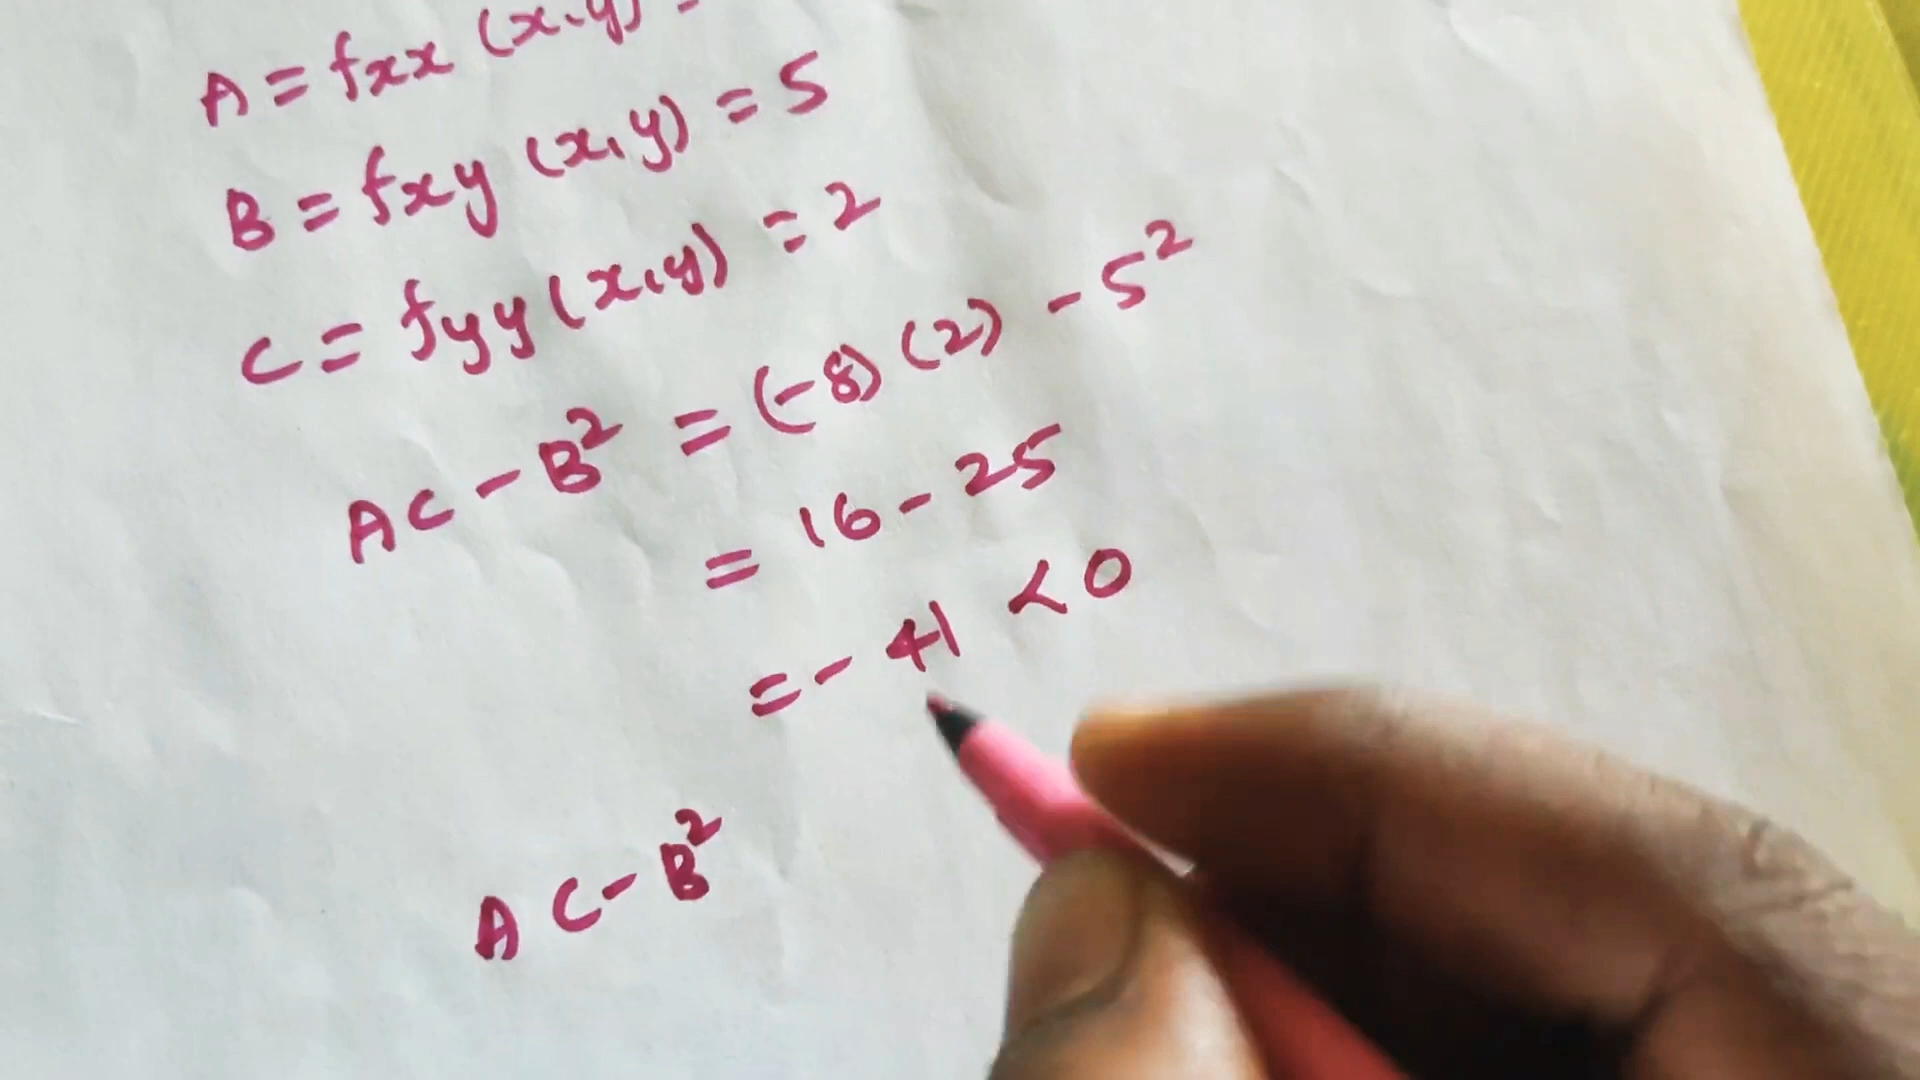 A = fxx (x,y) =
B = fxy (x,y) = 5
C = fyy (x,y) = 2
AC - B² = (-8) (2) - 5²
= 16 - 25
= - 41 < 0
AC - B²